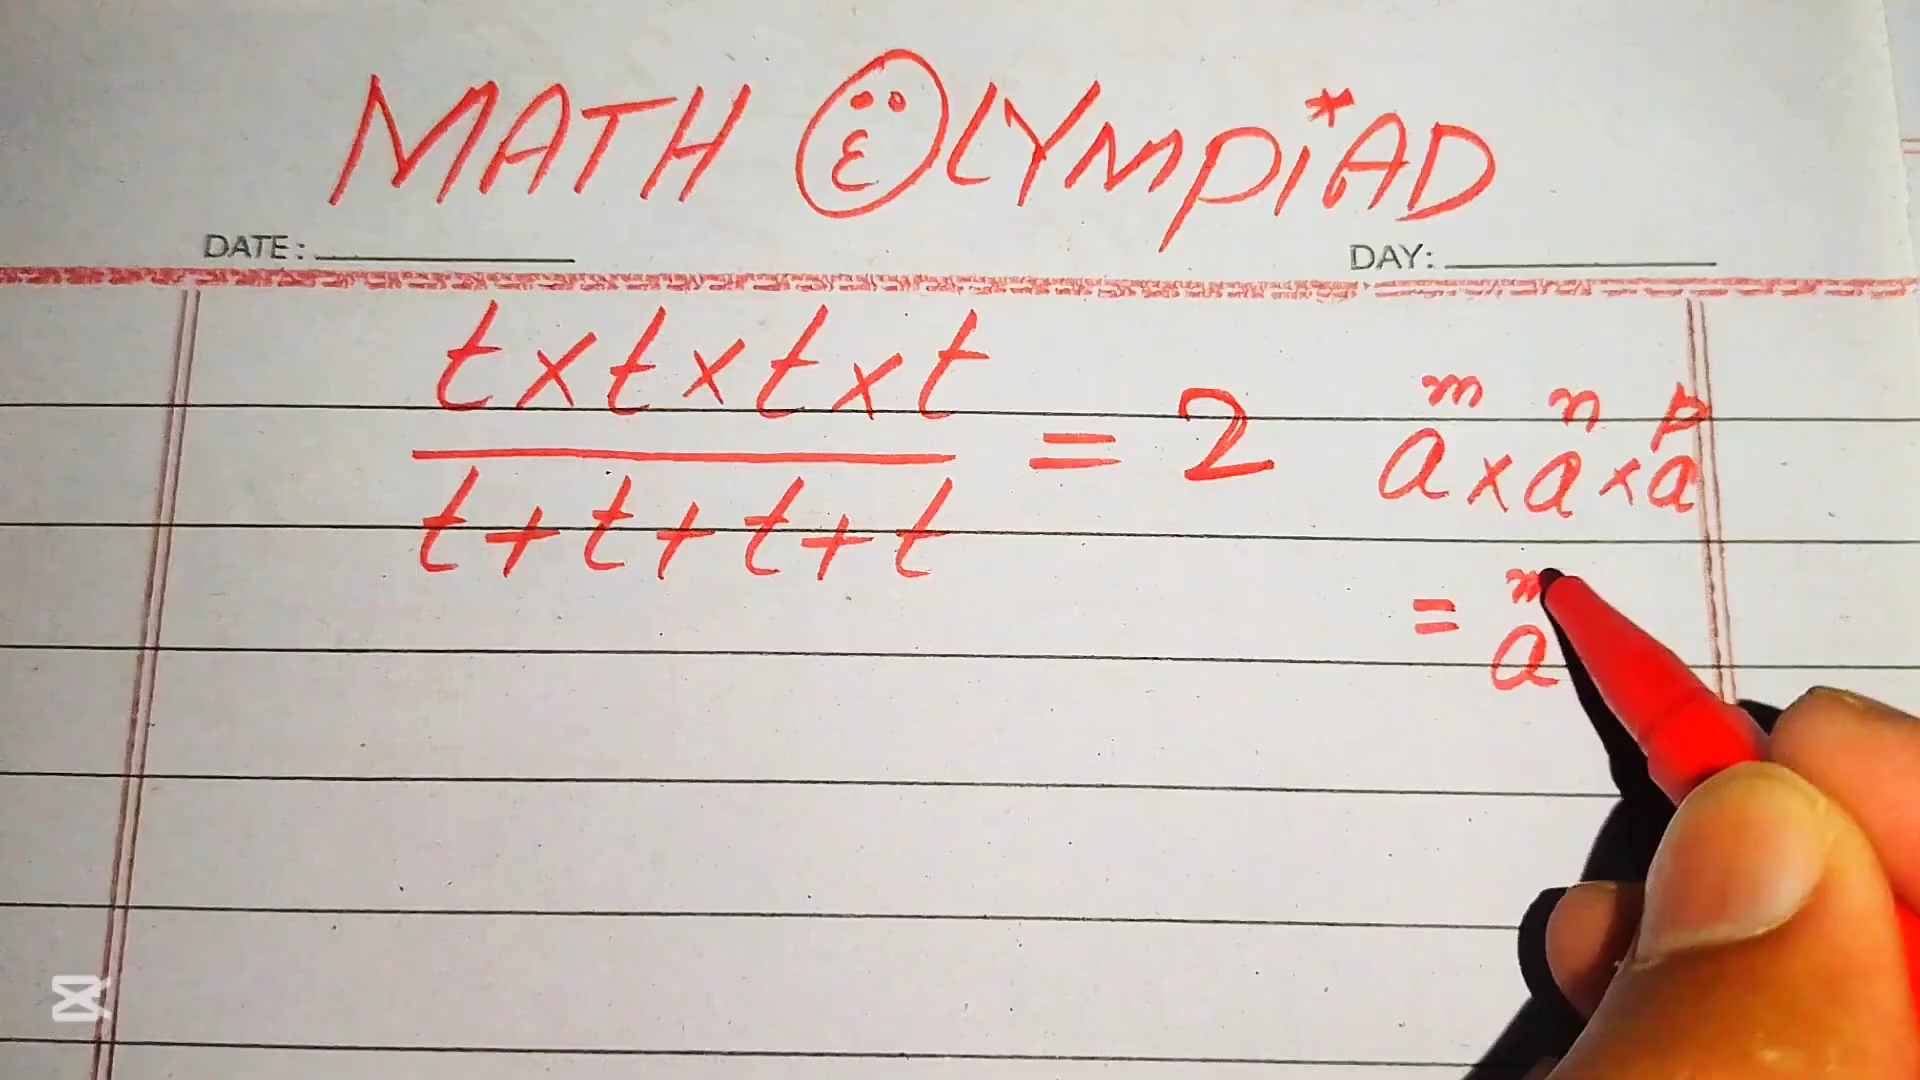 MATH OLYMPiAD
DATE:
DAY:
t×t×t×t
t+t+t+t
= 2
a^m × a^n × a^p
= a^m